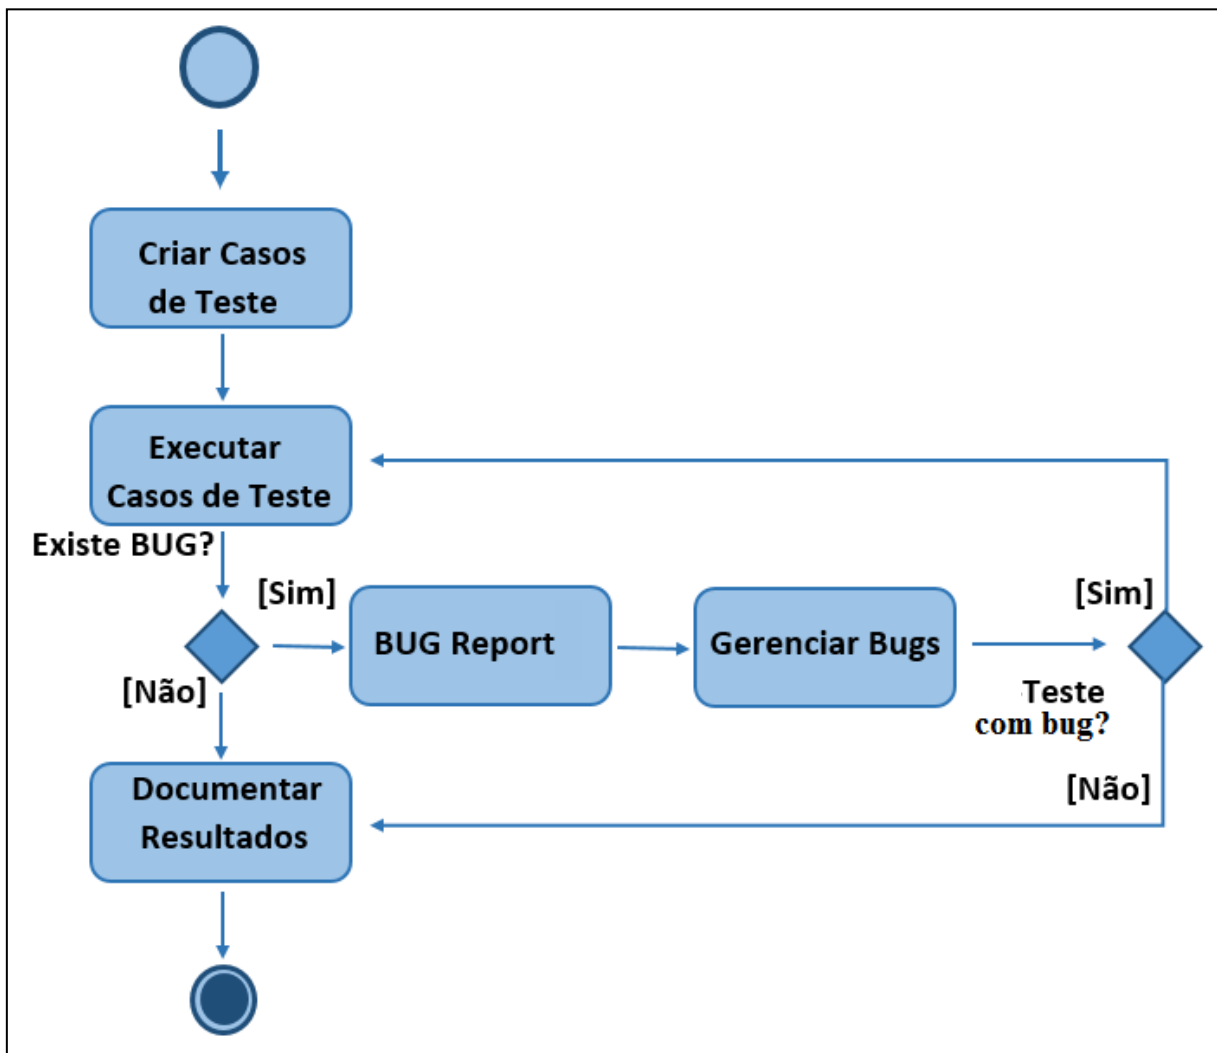 Criar Casos
de Teste
Executar
Casos de Teste
Existe BUG?
[Sim]
BUG Report
Gerenciar Bugs
[Sim]
[Não]
Teste
com bug?
Documentar
Resultados
[Não]